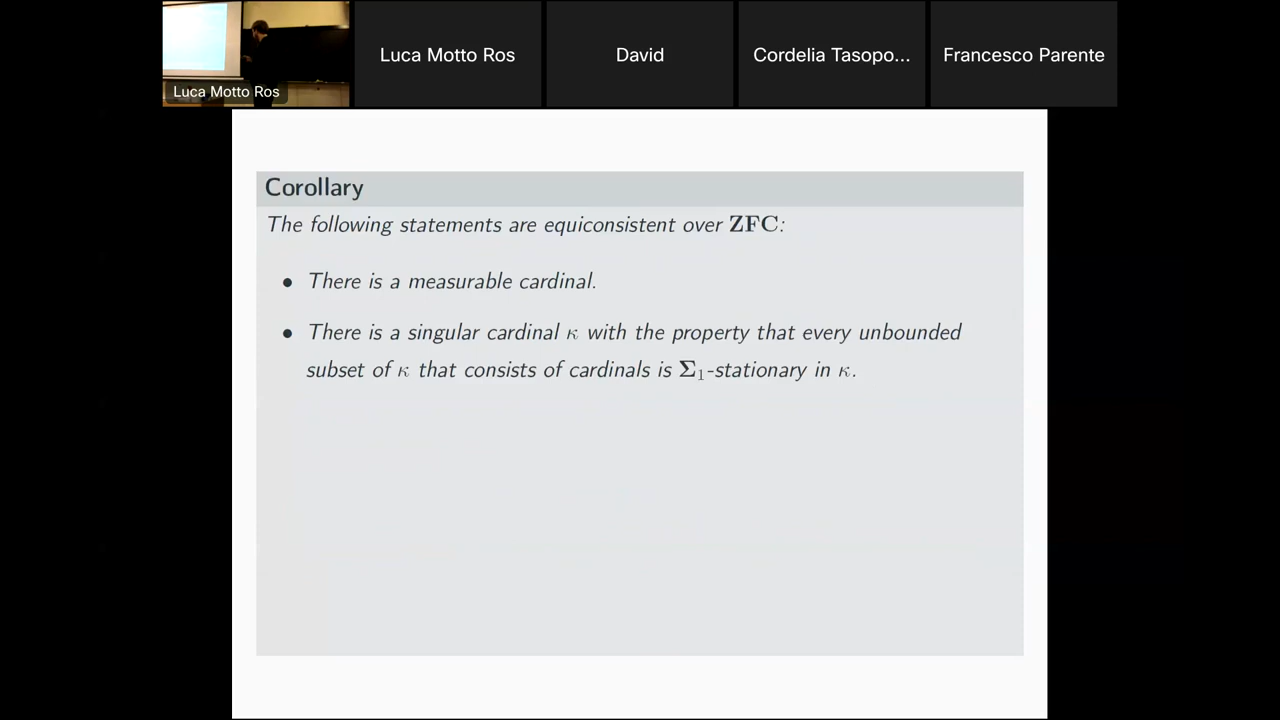 Luca Motto Ros
Luca Motto Ros
David
Cordelia Tasopo...
Francesco Parente
Corollary
The following statements are equiconsistent over ZFC:
• There is a measurable cardinal.
• There is a singular cardinal κ with the property that every unbounded
subset of κ that consists of cardinals is Σ₁-stationary in κ.